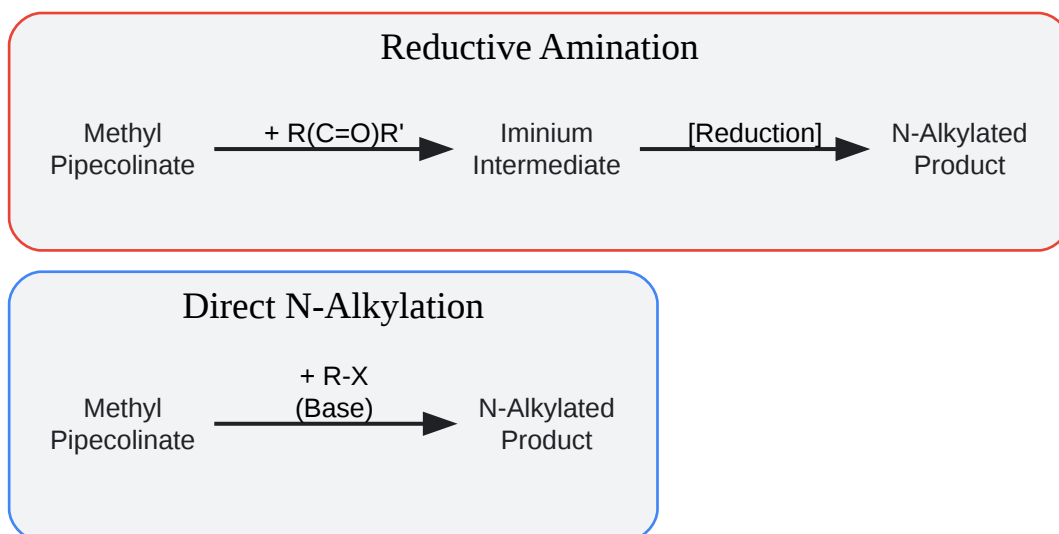 Reductive Amination
Methyl
Pipecolinate
+ R(C=O)R'
Iminium
Intermediate
[Reduction]
N-Alkylated
Product
Direct N-Alkylation
Methyl
Pipecolinate
+ R-X
(Base)
N-Alkylated
Product